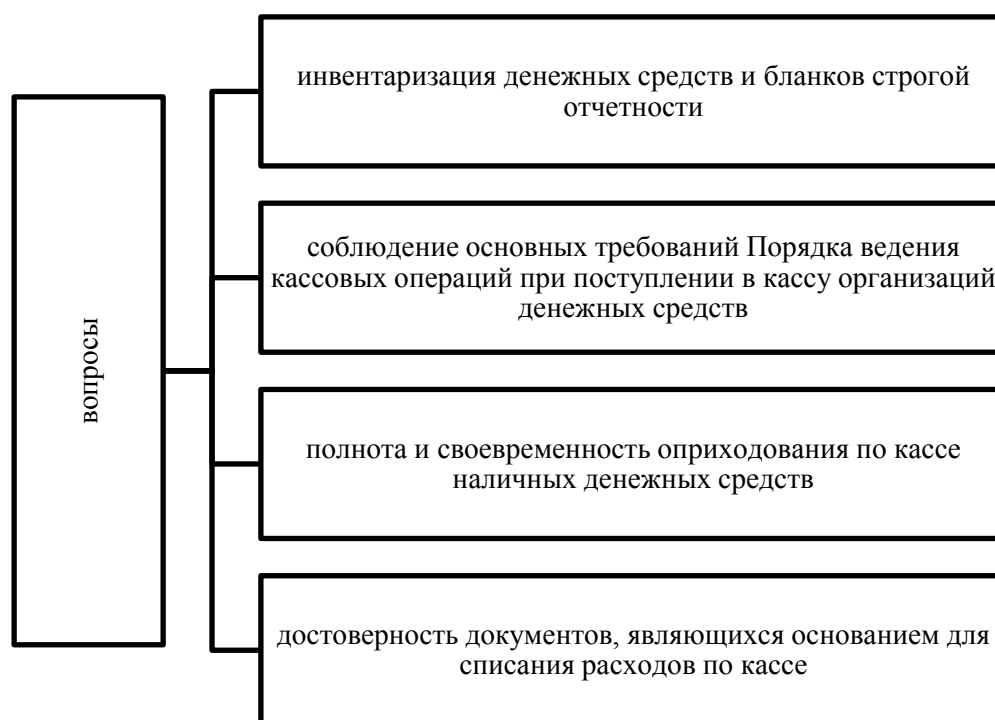 вопросы
инвентаризация денежных средств и бланков строгой
отчетности
соблюдение основных требований Порядка ведения
кассовых операций при поступлении в кассу организаций
денежных средств
полнота и своевременность оприходования по кассе
наличных денежных средств
достоверность документов, являющихся основанием для
списания расходов по кассе